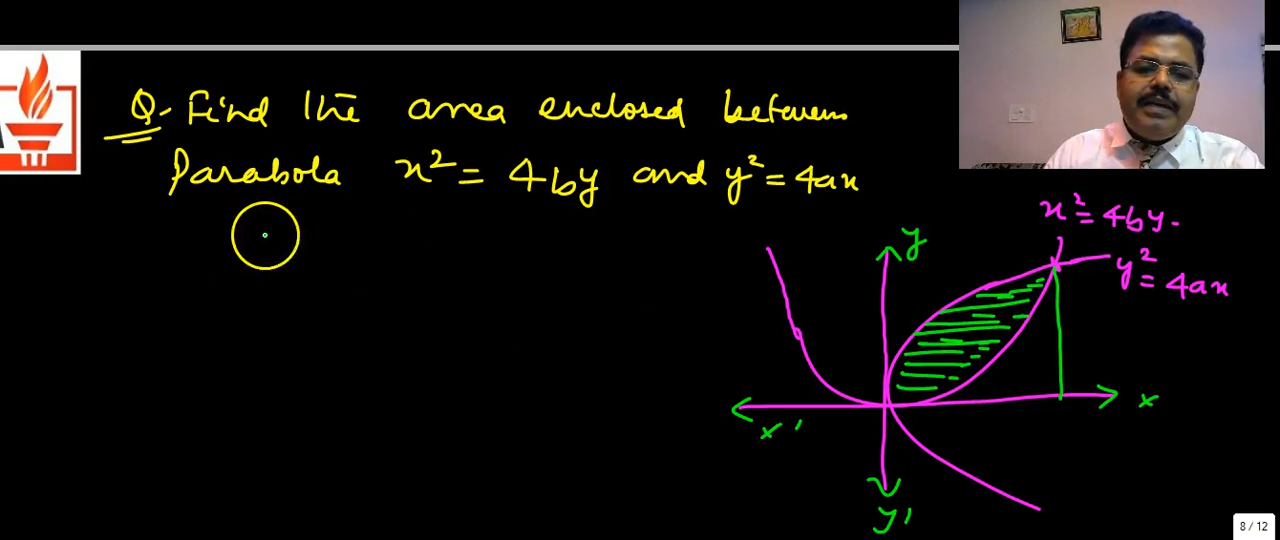 Q- Find the area enclosed between
Parabola x² = 4by and y² = 4ax
x² = 4by -
y
y² = 4ax
x
x'
y'
8 / 12